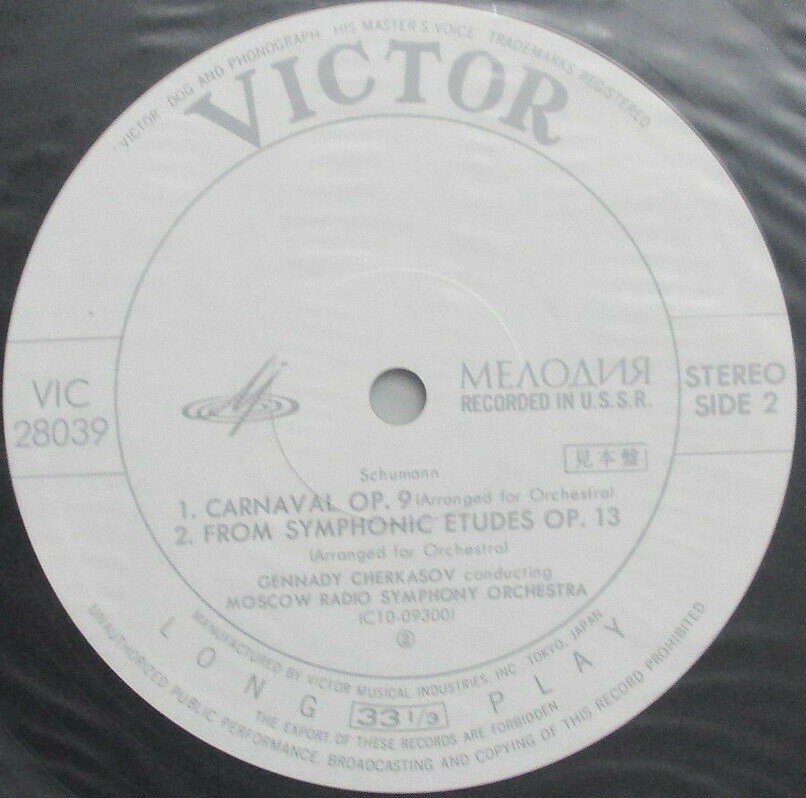 "VICTOR. DOG AND PHONOGRAPH. HIS MASTER'S VOICE" TRADEMARKS REGISTERED
VICTOR
VIC
28039
МЕЛОДИЯ
RECORDED IN U.S.S.R.
STEREO
SIDE 2
見本盤
Schumann
1. CARNAVAL OP. 9 (Arranged for Orchestra)
2. FROM SYMPHONIC ETUDES OP. 13
(Arranged for Orchestra)
GENNADY CHERKASOV conducting
MOSCOW RADIO SYMPHONY ORCHESTRA
(C10-09300)
MANUFACTURED BY VICTOR MUSICAL INDUSTRIES, INC. TOKYO, JAPAN
LONG PLAY
33 1/3
THE EXPORT OF THESE RECORDS ARE FORBIDDEN
UNAUTHORIZED PUBLIC PERFORMANCE, BROADCASTING AND COPYING OF THIS RECORD PROHIBITED